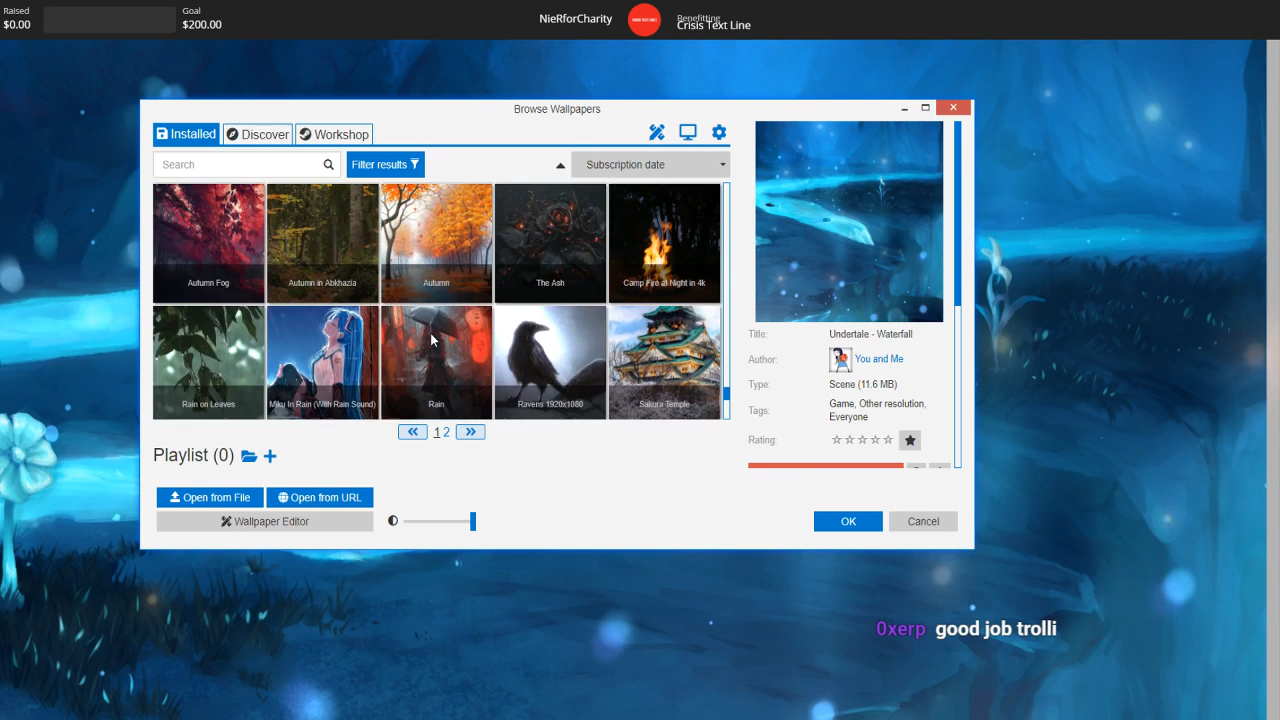 Raised
$0.00
Goal
$200.00
NieRforCharity
Benefitting
Crisis Text Line
Browse Wallpapers
Installed
Discover
Workshop
Search
Filter results
Subscription date
Autumn Fog
Autumn in Abkhazia
Autumn
The Ash
Camp Fire at Night in 4k
Rain on Leaves
Miku In Rain (With Rain Sound)
Rain
Ravens 1920x1080
Sakura Temple
1 2
Playlist (0)
Open from File
Open from URL
Wallpaper Editor
Title: Undertale - Waterfall
Author: You and Me
Type: Scene (11.6 MB)
Tags: Game, Other resolution,
Everyone
Rating:
OK
Cancel
0xerp good job trolli